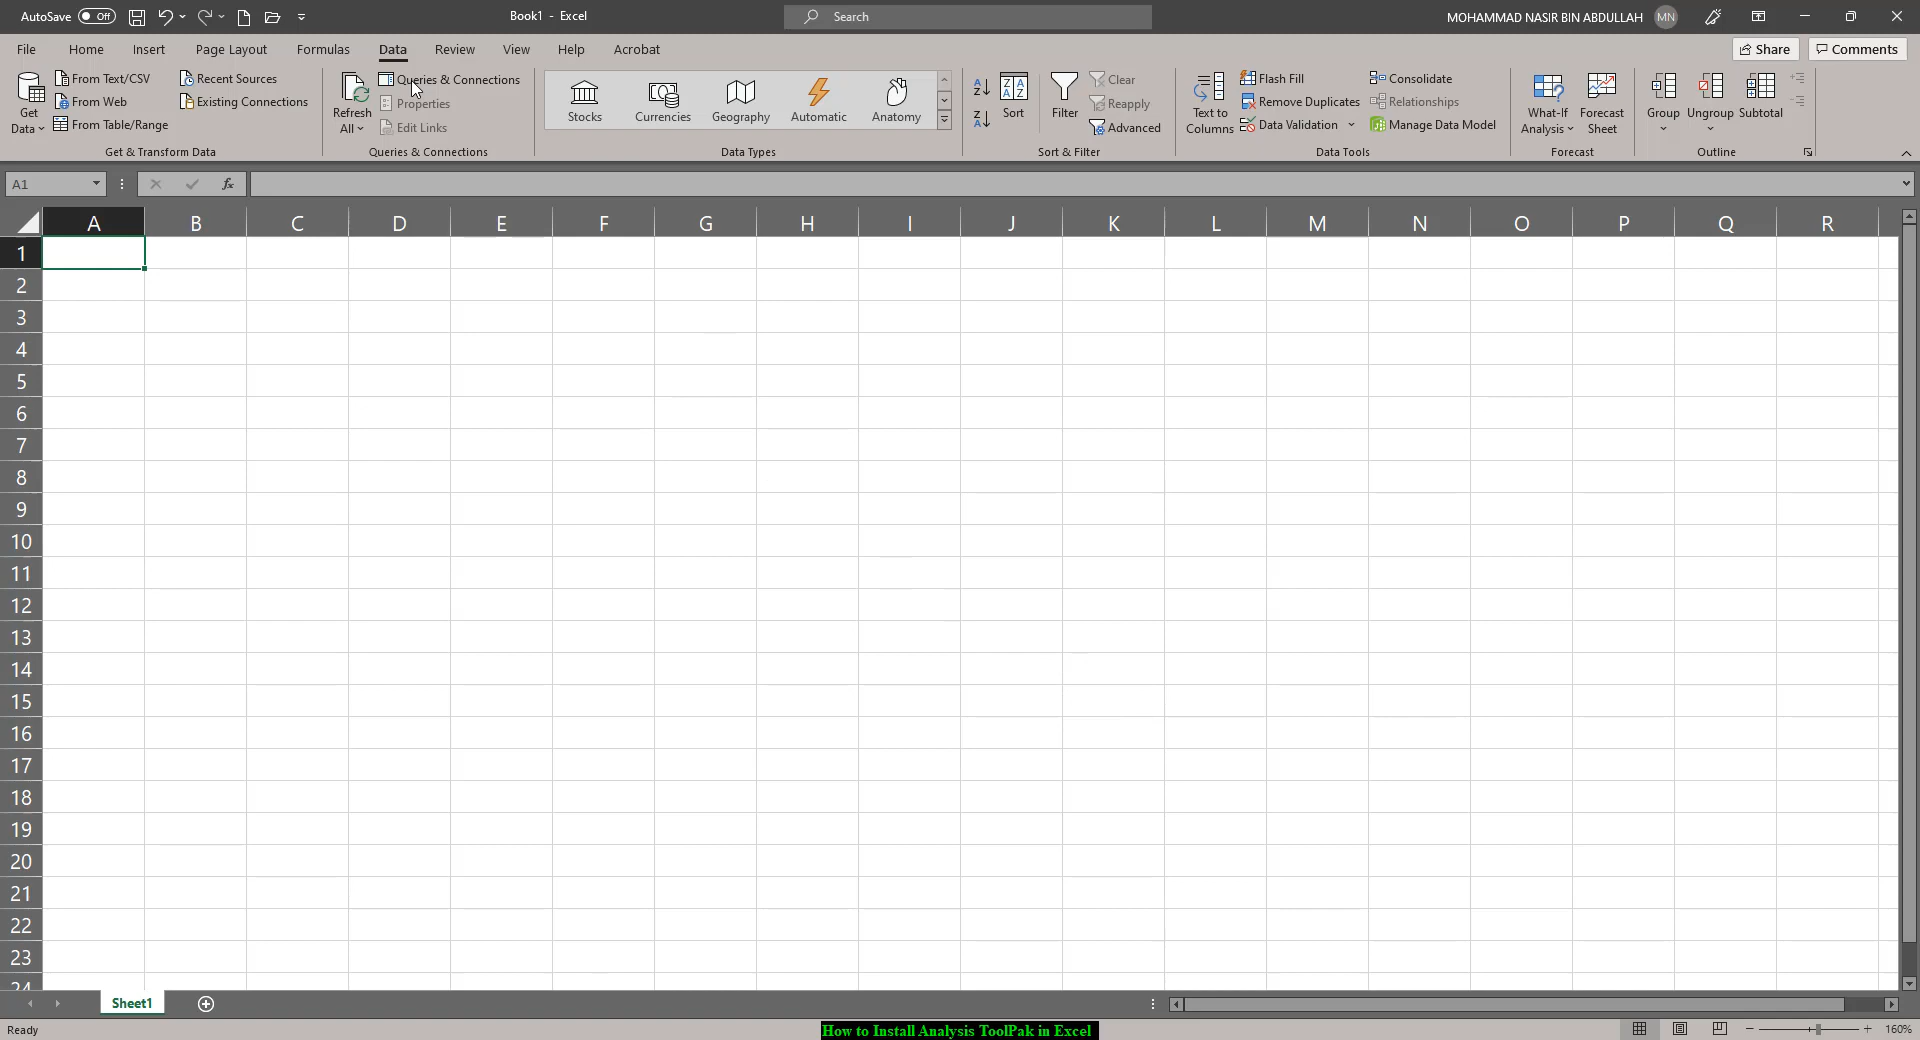 AutoSave Off Book1 - Excel Search MOHAMMAD NASIR BIN ABDULLAH MN
File Home Insert Page Layout Formulas Data Review View Help Acrobat Share Comments
Get Data
From Text/CSV
From Web
From Table/Range
Recent Sources
Existing Connections
Get & Transform Data
Refresh All
Queries & Connections
Properties
Edit Links
Queries & Connections
Stocks Currencies Geography Automatic Anatomy
Data Types
Sort
Filter
Clear
Reapply
Advanced
Sort & Filter
Text to Columns
Flash Fill
Remove Duplicates
Data Validation
Consolidate
Relationships
Manage Data Model
Data Tools
What-If Analysis
Forecast Sheet
Forecast
Group Ungroup Subtotal
Outline
A1 fx
A B C D E F G H I J K L M N O P Q R
1
2
3
4
5
6
7
8
9
10
11
12
13
14
15
16
17
18
19
20
21
22
23
24
Sheet1
Ready How to Install Analysis ToolPak in Excel 160%